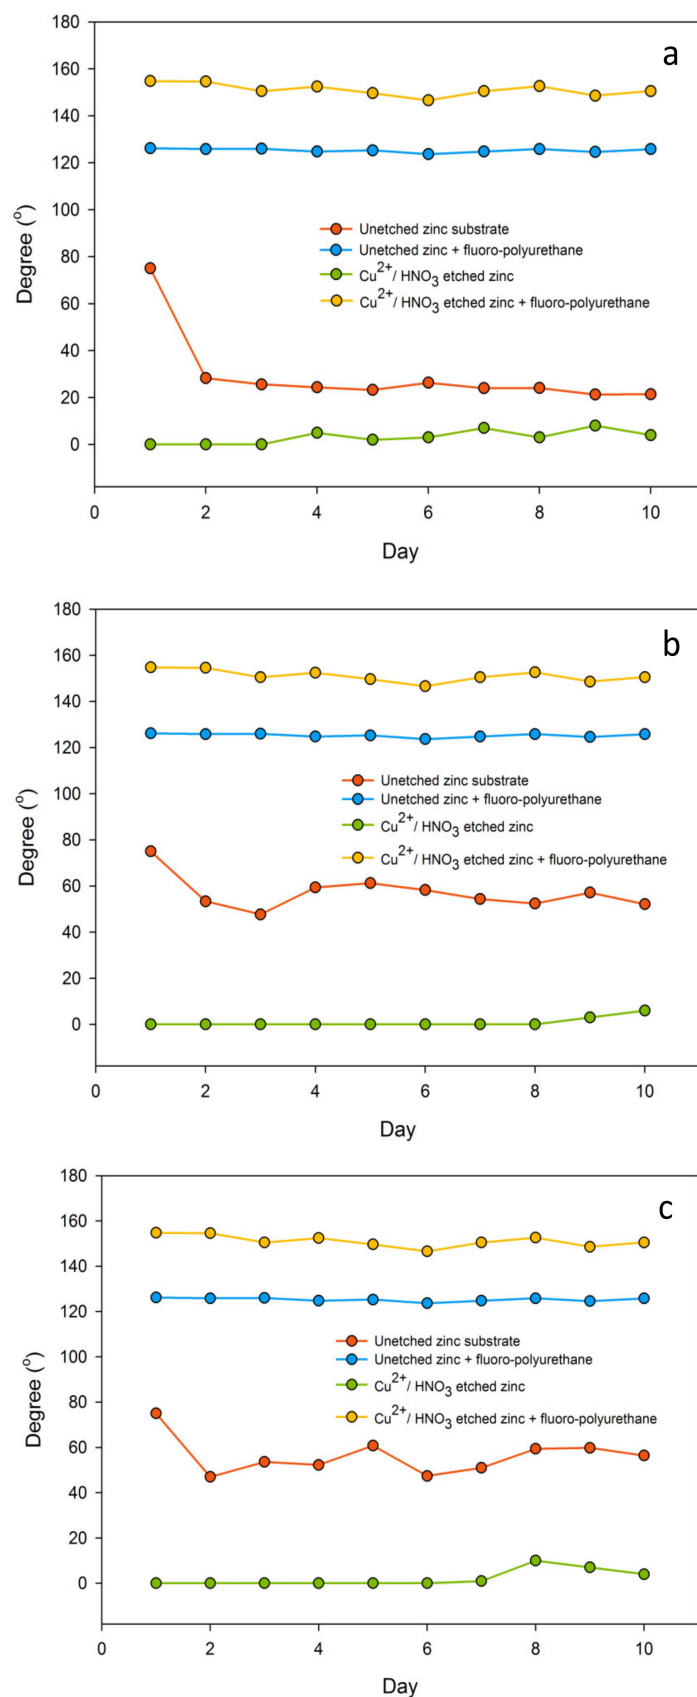 a
180
160
140
120
100
80
60
40
20
0
Degree (o)
Unetched zinc substrate
Unetched zinc + fluoro-polyurethane
Cu2+/ HNO3 etched zinc
Cu2+/ HNO3 etched zinc + fluoro-polyurethane
0 2 4 6 8 10
Day
b
180
160
140
120
100
80
60
40
20
0
Degree (o)
Unetched zinc substrate
Unetched zinc + fluoro-polyurethane
Cu2+/ HNO3 etched zinc
Cu2+/ HNO3 etched zinc + fluoro-polyurethane
0 2 4 6 8 10
Day
c
180
160
140
120
100
80
60
40
20
0
Degree (o)
Unetched zinc substrate
Unetched zinc + fluoro-polyurethane
Cu2+/ HNO3 etched zinc
Cu2+/ HNO3 etched zinc + fluoro-polyurethane
0 2 4 6 8 10
Day